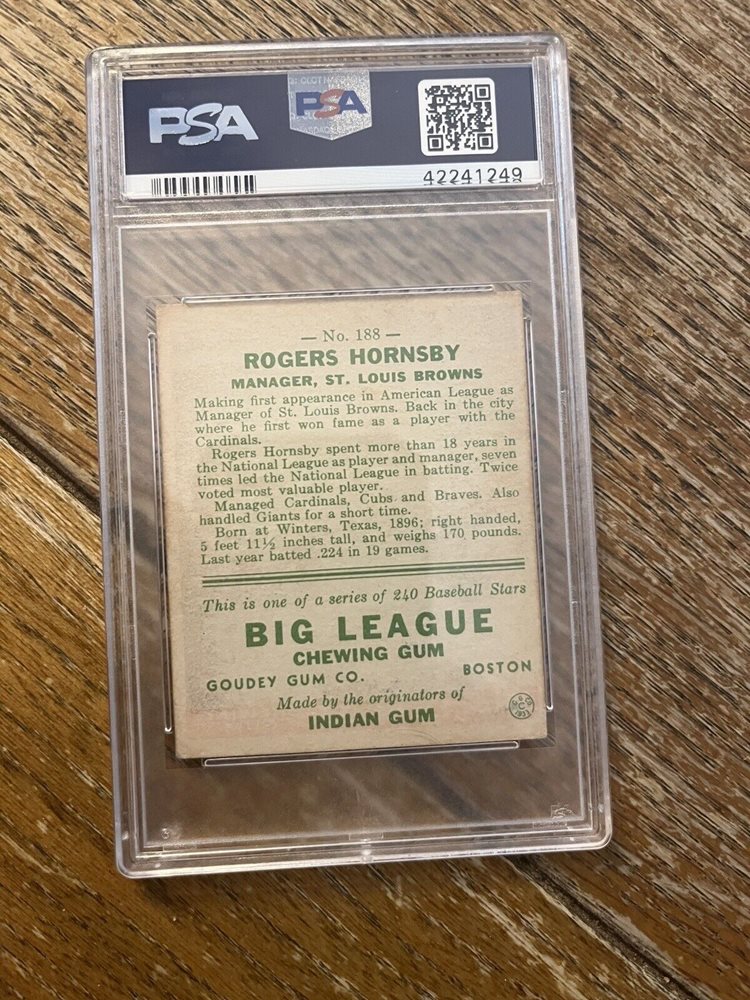 PSA
PSA
42241249
— No. 188 —
ROGERS HORNSBY
MANAGER, ST. LOUIS BROWNS
Making first appearance in American League as
Manager of St. Louis Browns. Back in the city
where he first won fame as a player with the
Cardinals.
Rogers Hornsby spent more than 18 years in
the National League as player and manager, seven
times led the National League in batting. Twice
voted most valuable player.
Managed Cardinals, Cubs and Braves. Also
handled Giants for a short time.
Born at Winters, Texas, 1896; right handed,
5 feet 11½ inches tall, and weighs 170 pounds.
Last year batted .224 in 19 games.
This is one of a series of 240 Baseball Stars
BIG LEAGUE
CHEWING GUM
GOUDEY GUM CO. BOSTON
Made by the originators of
INDIAN GUM